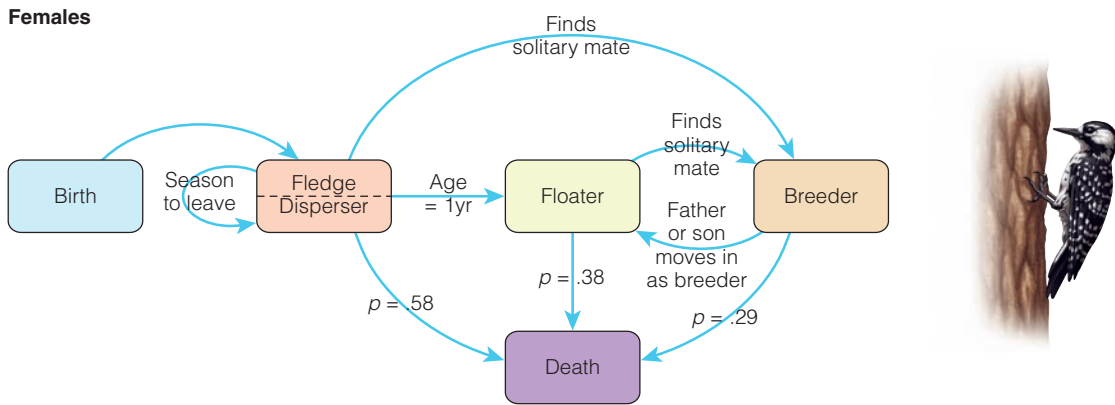 Females
Finds
solitary mate
Finds
solitary
mate
Birth
Season
to leave
Fledge
Disperser
Age
= 1yr
Floater
Breeder
Father
or son
moves in
as breeder
p = .58
p = .38
p = .29
Death